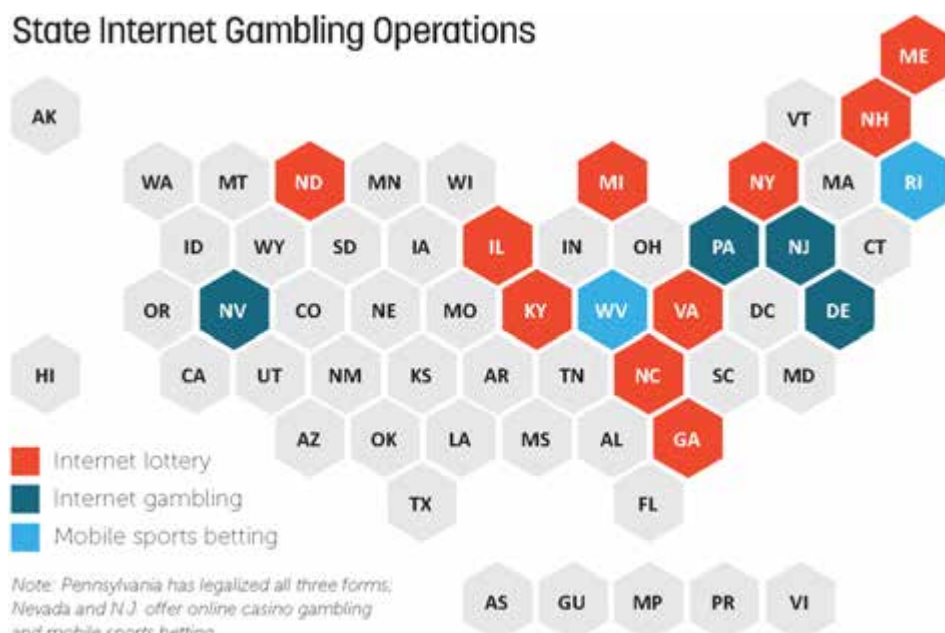 State Internet Gambling Operations
ME
AK VT NH
WA MT ND MN WI MI NY MA RI
ID WY SD IA IL IN OH PA NJ CT
OR NV CO NE MO KY WV VA DC DE
HI CA UT NM KS AR TN NC SC MD
AZ OK LA MS AL GA
Internet lottery
Internet gambling
TX FL
Mobile sports betting
Note: Pennsylvania has legalized all three forms;
Nevada and N.J. offer online casino gambling
and mobile sports betting
AS GU MP PR VI